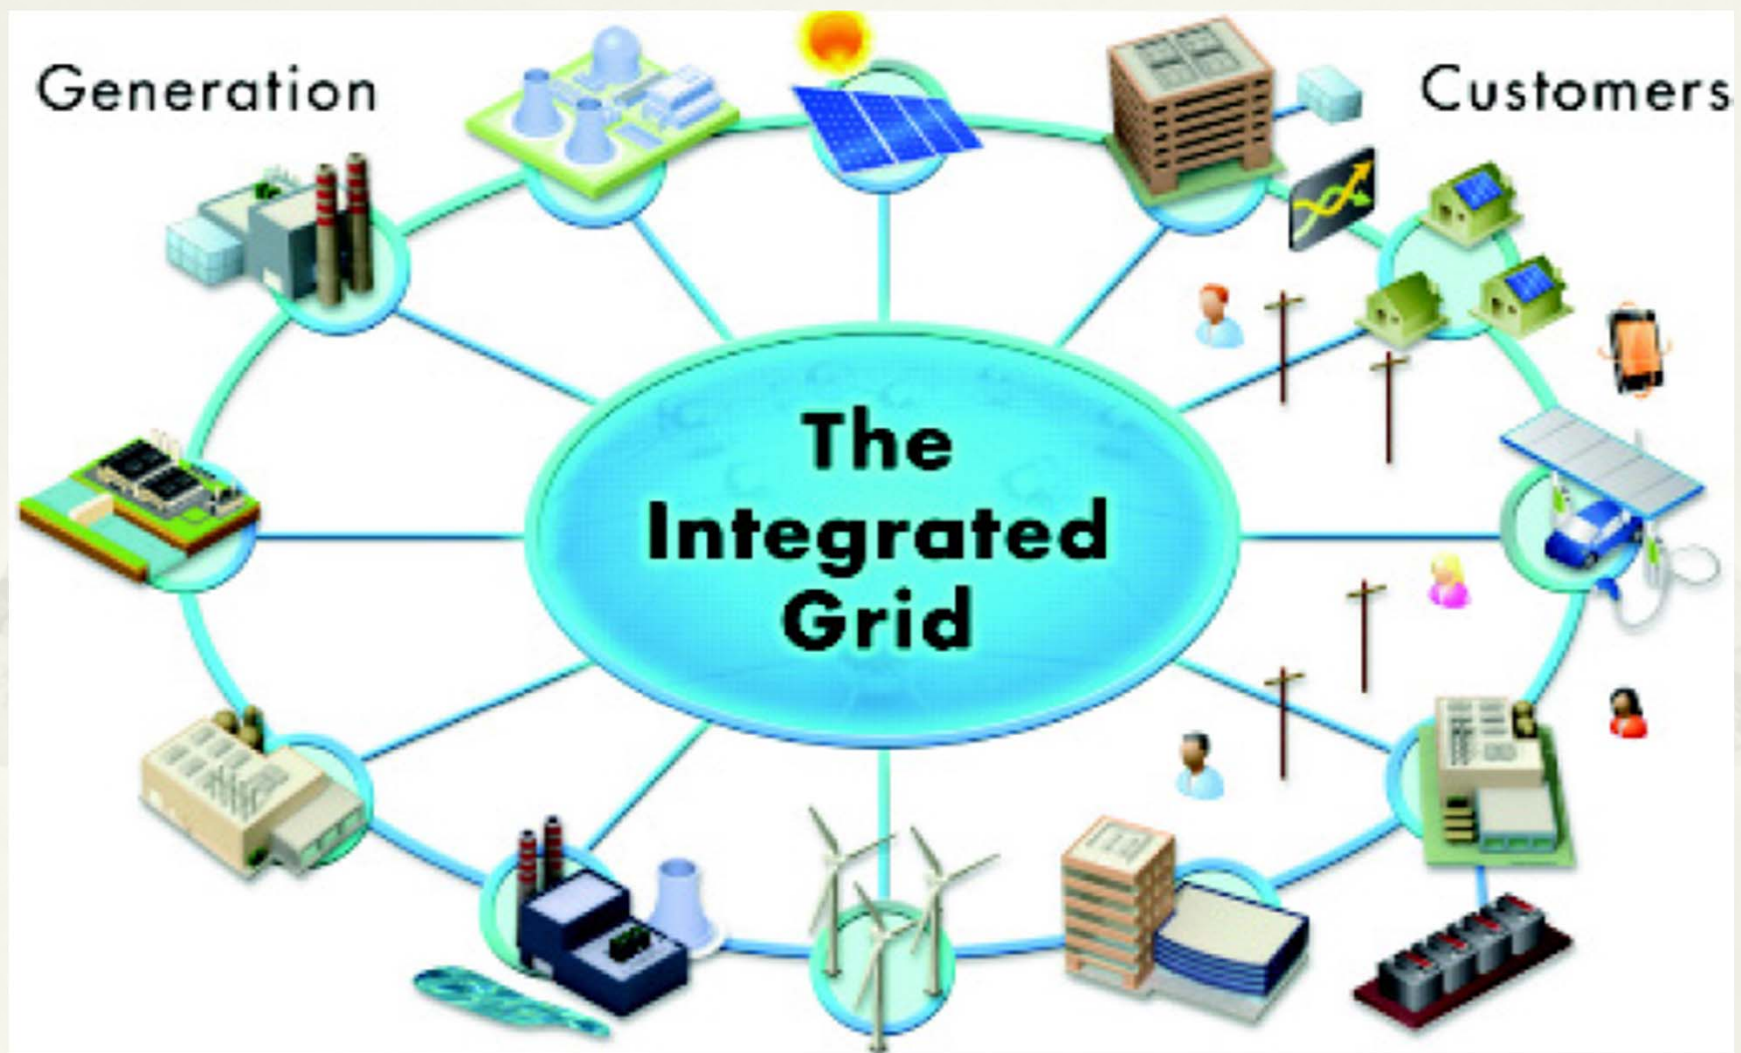 Generation
Customers
The
Integrated
Grid